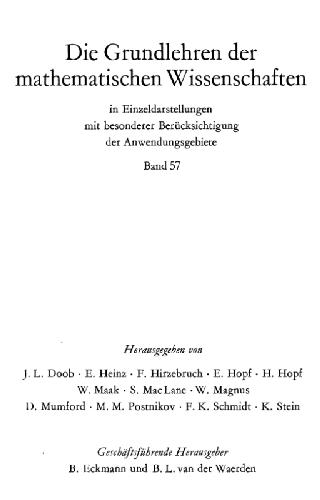 Die Grundlehren der
mathematischen Wissenschaften
in Einzeldarstellungen
mit besonderer Berücksichtigung
der Anwendungsgebiete
Band 57
Herausgegeben von
J. L. Doob · E. Heinz · F. Hirzebruch · E. Hopf · H. Hopf
W. Maak · S. MacLane · W. Magnus
D. Mumford · M. M. Postnikov · F. K. Schmidt · K. Stein
Geschäftsführende Herausgeber
B. Eckmann und B. L. van der Waerden